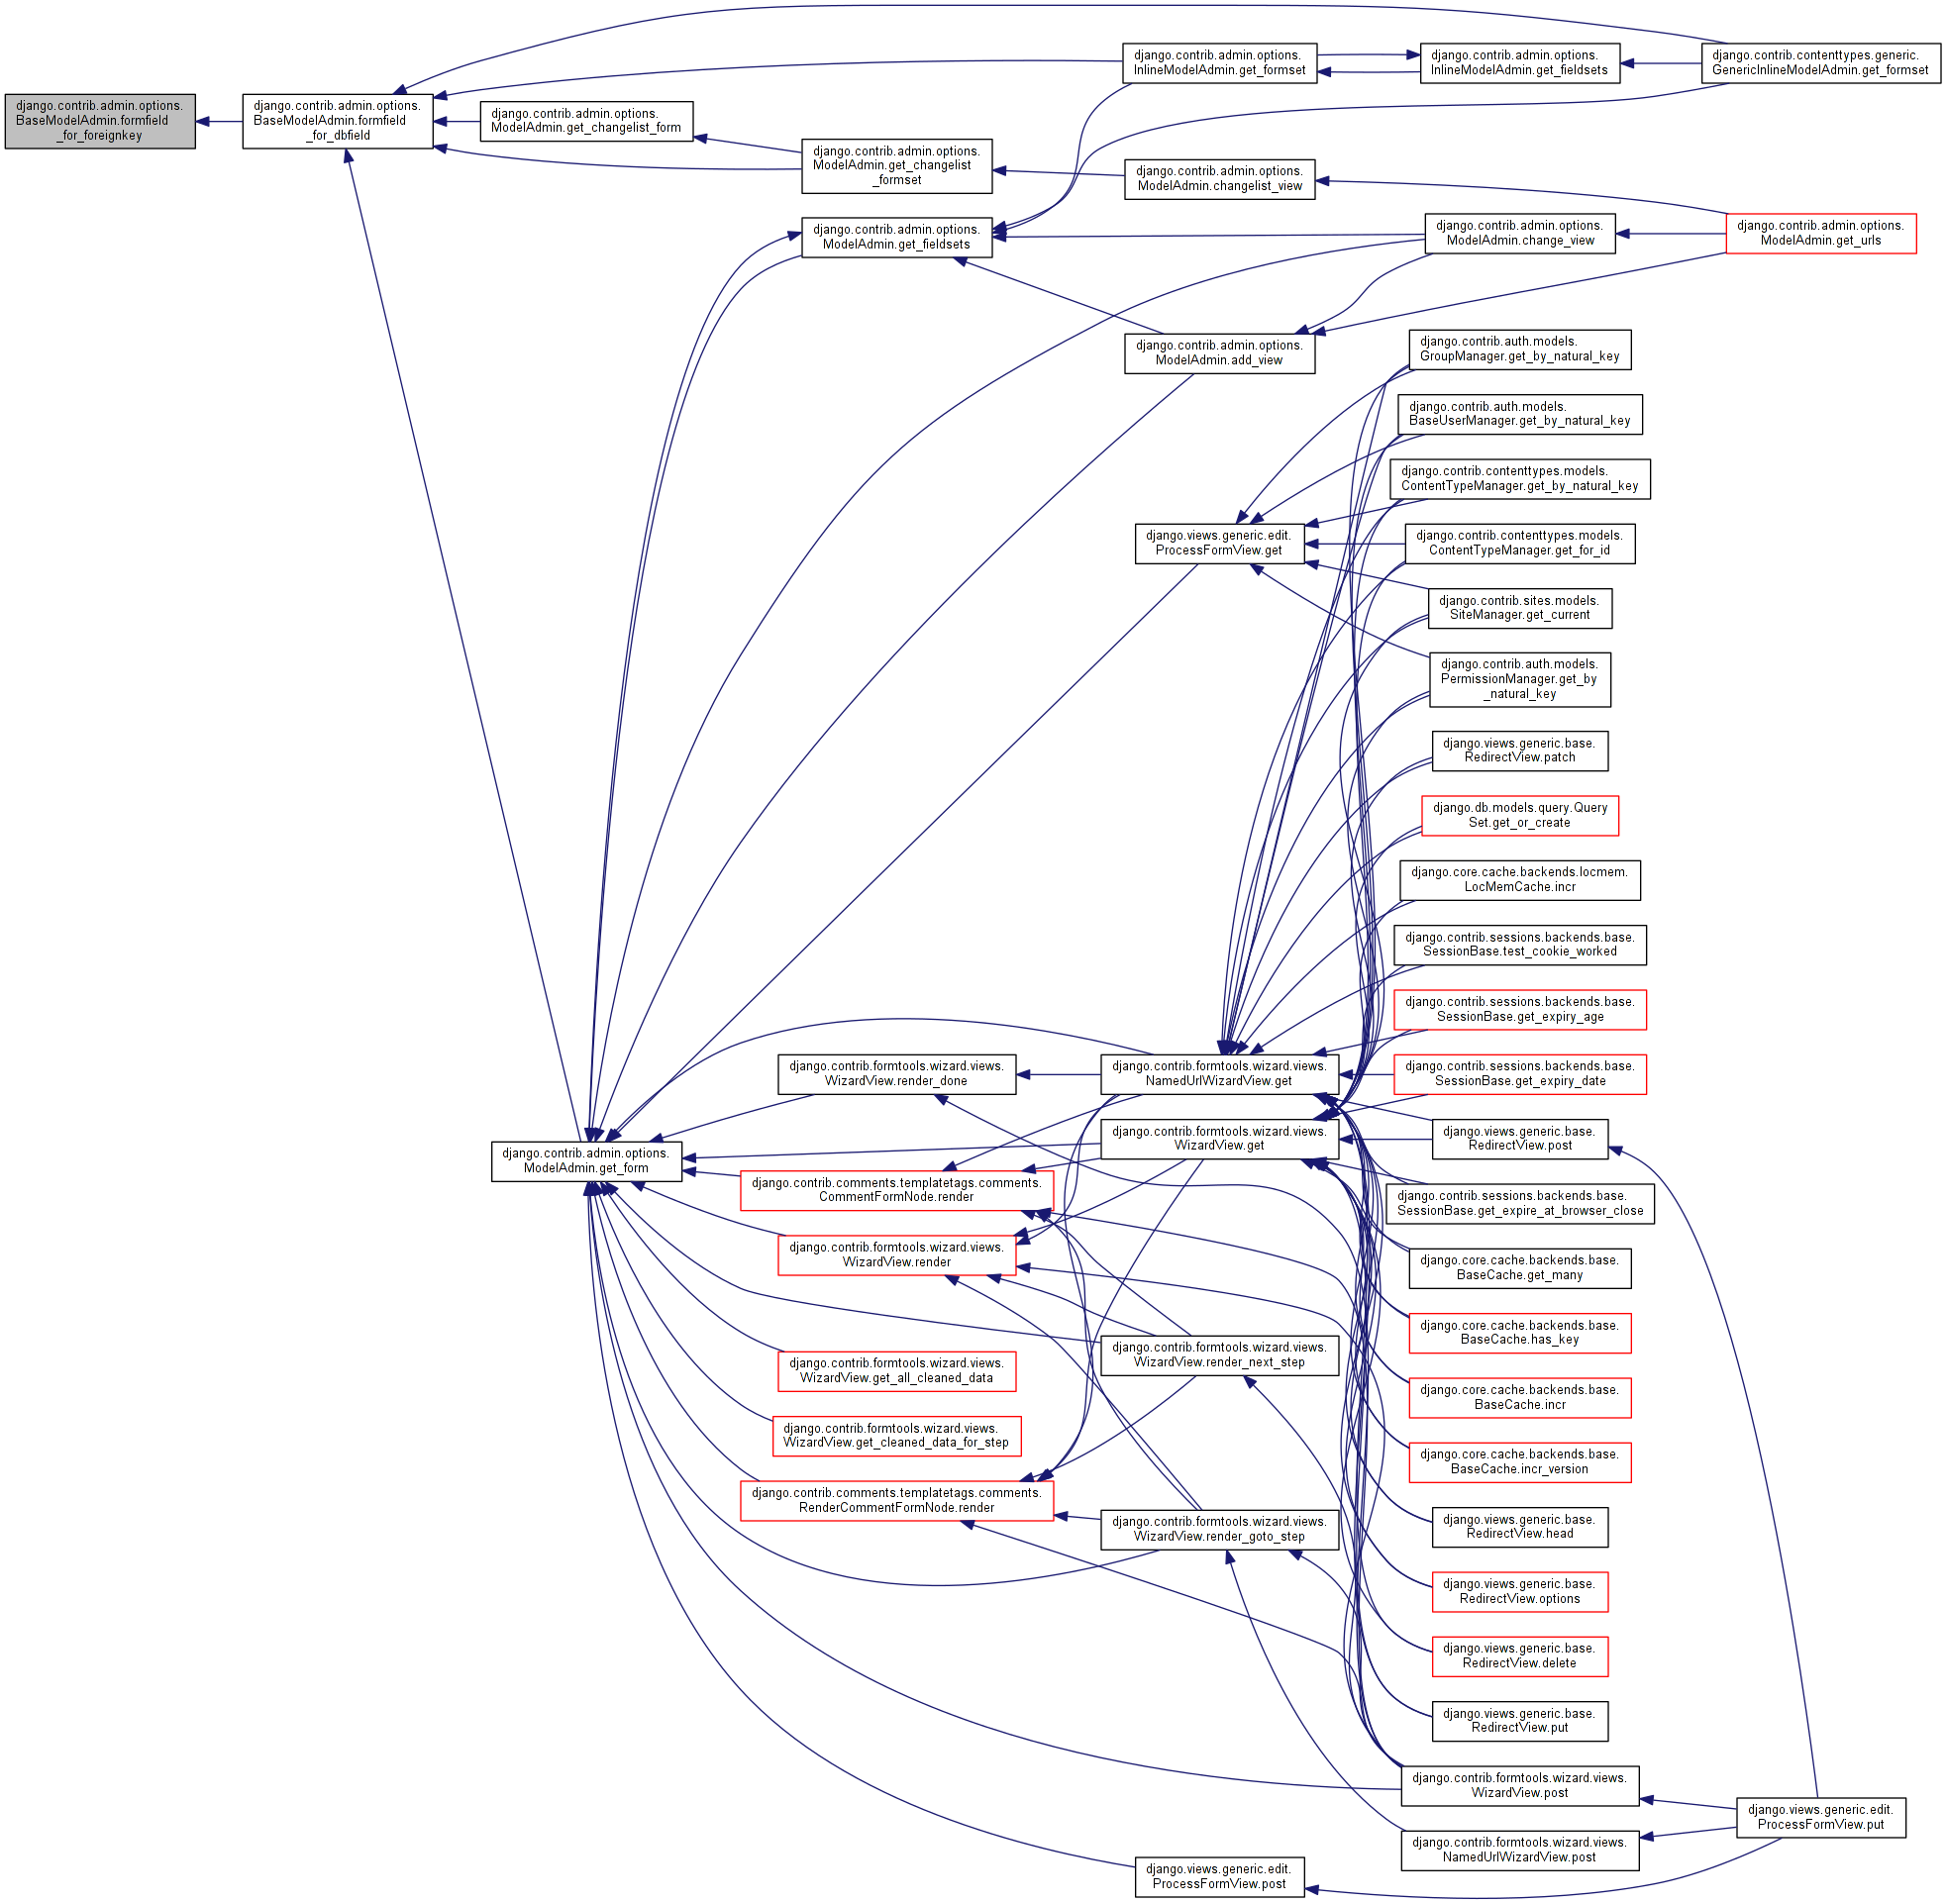 django.contrib.admin.options.
BaseModelAdmin.formfield
_for_foreignkey
django.contrib.admin.options.
BaseModelAdmin.formfield
_for_dbfield
django.contrib.admin.options.
ModelAdmin.get_changelist_form
django.contrib.admin.options.
ModelAdmin.get_changelist
_formset
django.contrib.admin.options.
ModelAdmin.get_fieldsets
django.contrib.admin.options.
InlineModelAdmin.get_formset
django.contrib.admin.options.
InlineModelAdmin.get_fieldsets
django.contrib.contenttypes.generic.
GenericInlineModelAdmin.get_formset
django.contrib.admin.options.
ModelAdmin.changelist_view
django.contrib.admin.options.
ModelAdmin.change_view
django.contrib.admin.options.
ModelAdmin.get_urls
django.contrib.admin.options.
ModelAdmin.add_view
django.contrib.auth.models.
GroupManager.get_by_natural_key
django.contrib.auth.models.
BaseUserManager.get_by_natural_key
django.contrib.contenttypes.models.
ContentTypeManager.get_by_natural_key
django.views.generic.edit.
ProcessFormView.get
django.contrib.contenttypes.models.
ContentTypeManager.get_for_id
django.contrib.sites.models.
SiteManager.get_current
django.contrib.auth.models.
PermissionManager.get_by
_natural_key
django.views.generic.base.
RedirectView.patch
django.db.models.query.Query
Set.get_or_create
django.core.cache.backends.locmem.
LocMemCache.incr
django.contrib.sessions.backends.base.
SessionBase.test_cookie_worked
django.contrib.sessions.backends.base.
SessionBase.get_expiry_age
django.contrib.formtools.wizard.views.
WizardView.render_done
django.contrib.formtools.wizard.views.
NamedUrlWizardView.get
django.contrib.sessions.backends.base.
SessionBase.get_expiry_date
django.contrib.admin.options.
ModelAdmin.get_form
django.contrib.formtools.wizard.views.
WizardView.get
django.views.generic.base.
RedirectView.post
django.contrib.comments.templatetags.comments.
CommentFormNode.render
django.contrib.sessions.backends.base.
SessionBase.get_expire_at_browser_close
django.contrib.formtools.wizard.views.
WizardView.render
django.core.cache.backends.base.
BaseCache.get_many
django.core.cache.backends.base.
BaseCache.has_key
django.contrib.formtools.wizard.views.
WizardView.render_next_step
django.contrib.formtools.wizard.views.
WizardView.get_all_cleaned_data
django.core.cache.backends.base.
BaseCache.incr
django.contrib.formtools.wizard.views.
WizardView.get_cleaned_data_for_step
django.core.cache.backends.base.
BaseCache.incr_version
django.contrib.comments.templatetags.comments.
RenderCommentFormNode.render
django.contrib.formtools.wizard.views.
WizardView.render_goto_step
django.views.generic.base.
RedirectView.head
django.views.generic.base.
RedirectView.options
django.views.generic.base.
RedirectView.delete
django.views.generic.base.
RedirectView.put
django.contrib.formtools.wizard.views.
WizardView.post
django.views.generic.edit.
ProcessFormView.put
django.contrib.formtools.wizard.views.
NamedUrlWizardView.post
django.views.generic.edit.
ProcessFormView.post